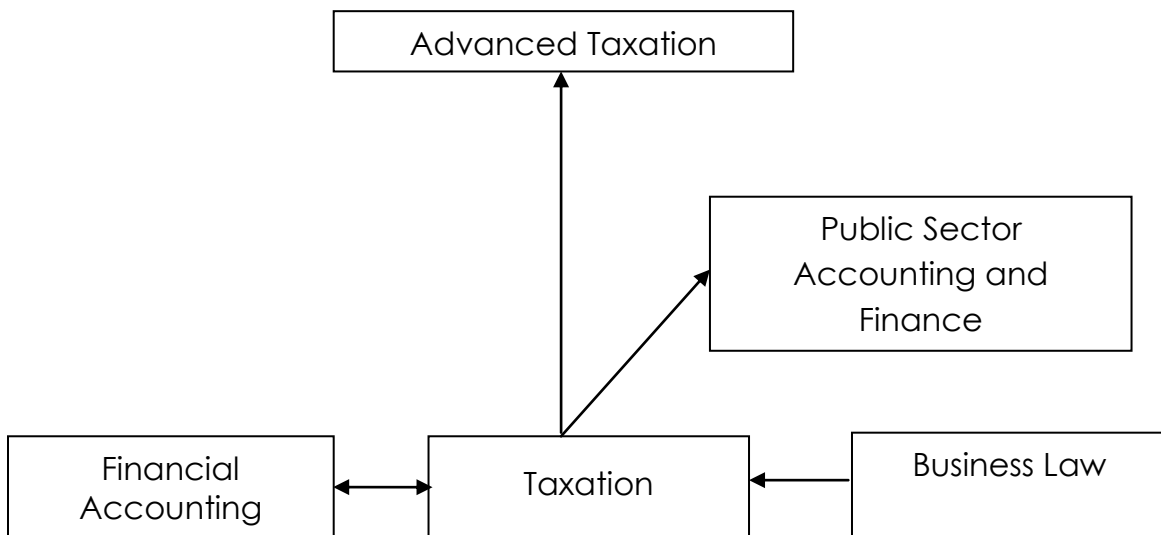 Advanced Taxation
Public Sector
Accounting and
Finance
Financial
Accounting
Taxation
Business Law